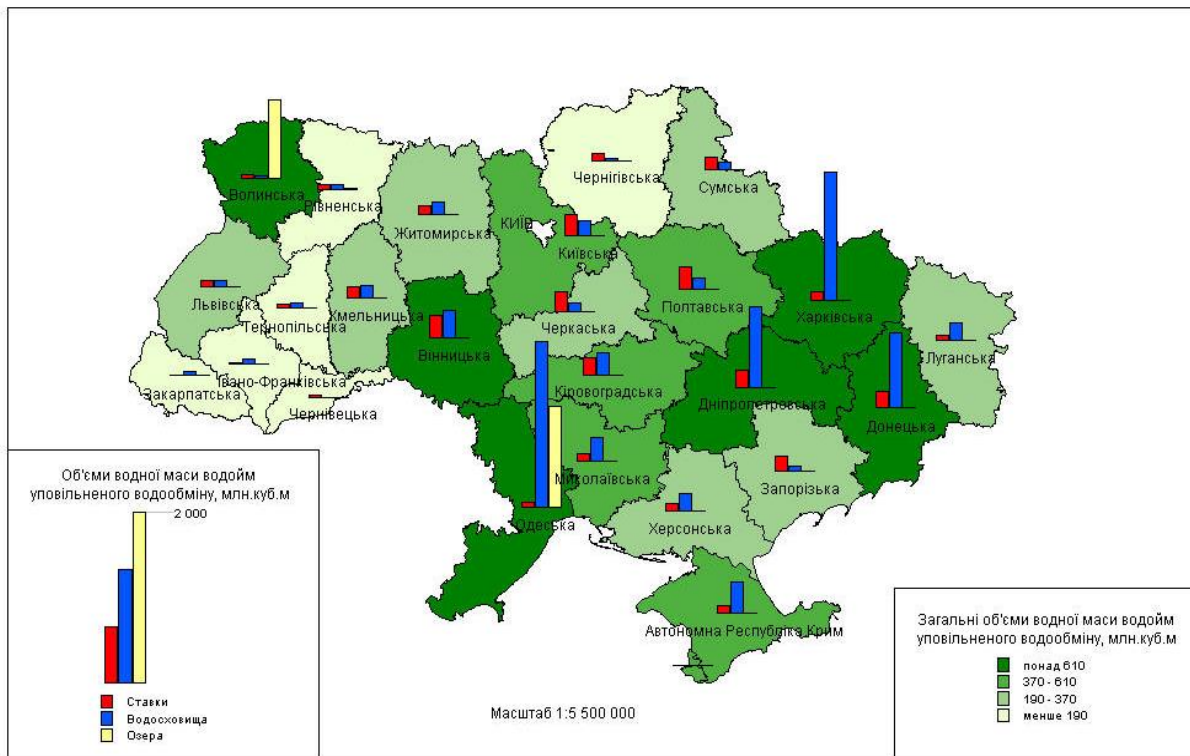 Волинська
Рівненська
Житомирська
КИЇВ
Київська
Чернігівська
Сумська
Львівська
Тернопільська
Хмельницька
Вінницька
Черкаська
Полтавська
Харківська
Луганська
Закарпатська
Івано-Франківська
Чернівецька
Кіровоградська
Дніпропетровська
Донецька
Миколаївська
Запорізька
Одеська
Херсонська
Автономна Республіка Крим
Об'єми водної маси водойм
уповільненого водообміну, млн.куб.м
2 000
Ставки
Водосховища
Озера
Масштаб 1:5 500 000
Загальні об'єми водної маси водойм
уповільненого водообміну, млн.куб.м
понад 610
370 - 610
190 - 370
менше 190